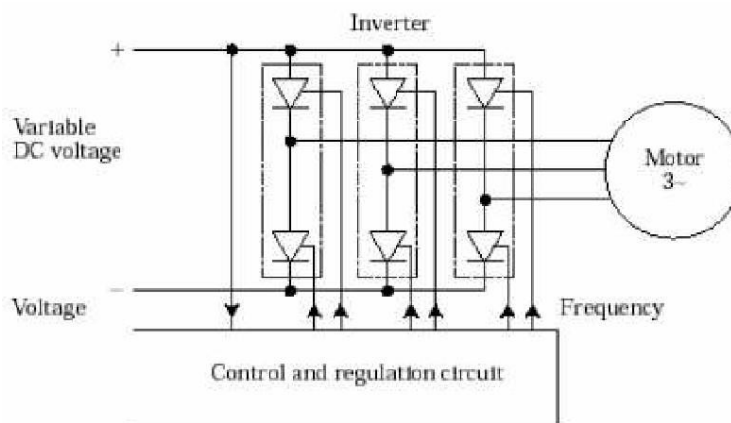 Inverter
+
Variable
DC voltage
Motor
3~
−
Voltage
Frequency
Control and regulation circuit